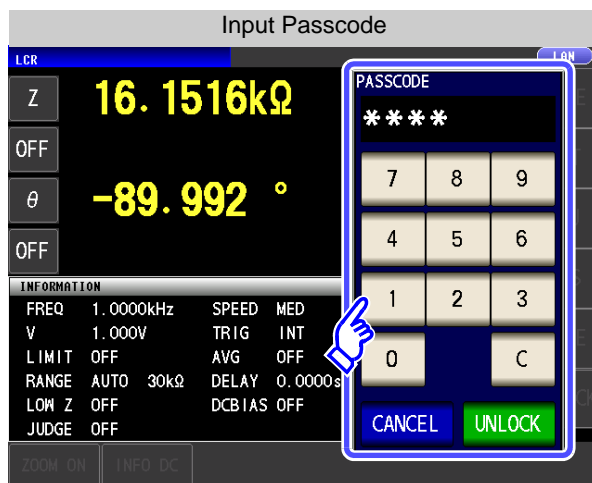 Input Passcode
LCR
LAN
Z 16.1516kΩ
OFF
θ -89.992 °
OFF
INFORMATION
FREQ 1.0000kHz SPEED MED
V 1.000V TRIG INT
LIMIT OFF AVG OFF
RANGE AUTO 30kΩ DELAY 0.0000s
LOW Z OFF DCBIAS OFF
JUDGE OFF
ZOOM ON INFO DC
PASSCODE
****
7 8 9
4 5 6
1 2 3
0 C
CANCEL UNLOCK